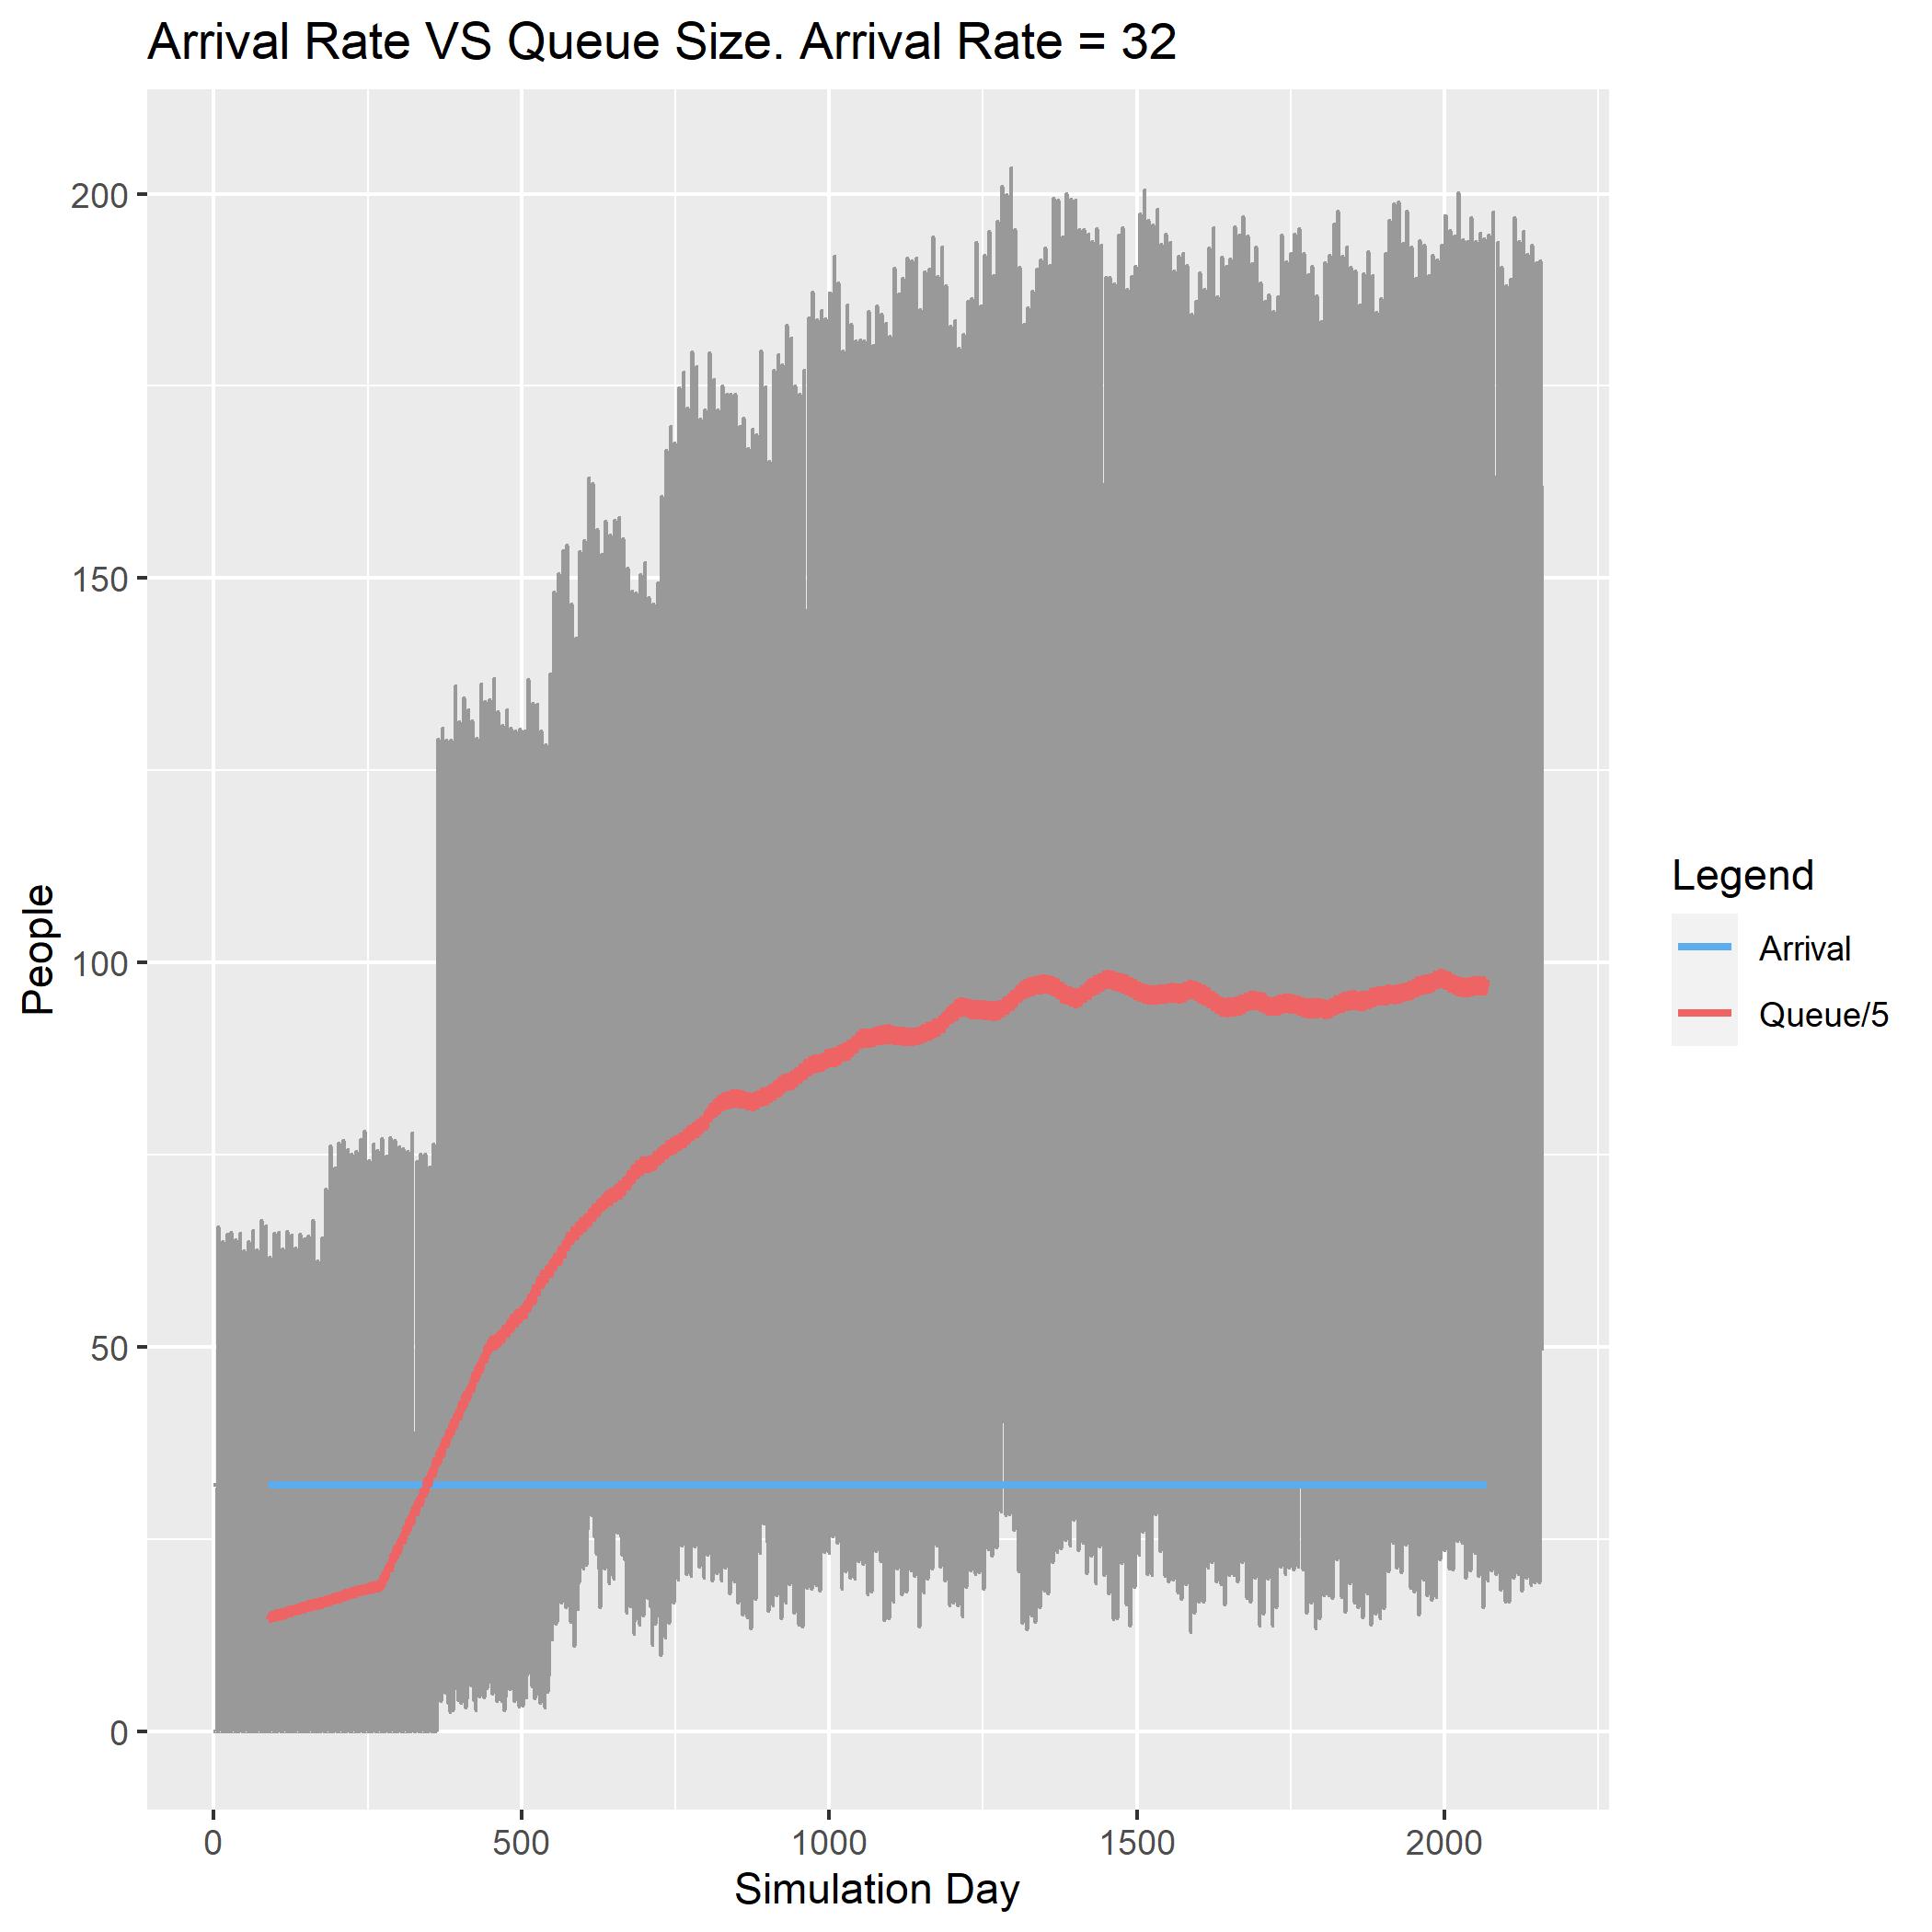 Arrival Rate VS Queue Size. Arrival Rate = 32
200
150
100
50
0
People
0 500 1000 1500 2000
Simulation Day
Legend
Arrival
Queue/5